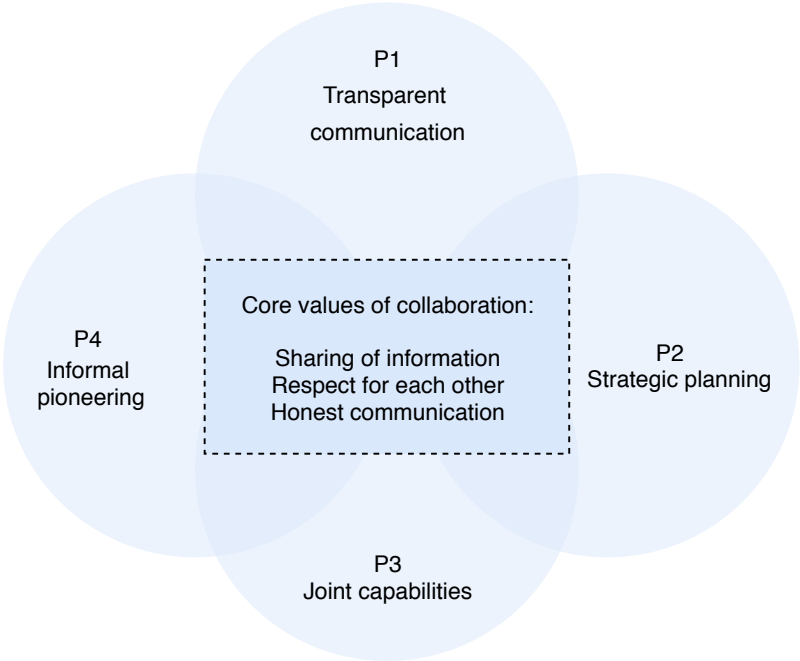 P1
Transparent
communication
Core values of collaboration:
Sharing of information
Respect for each other
Honest communication
P4
Informal
pioneering
P2
Strategic planning
P3
Joint capabilities